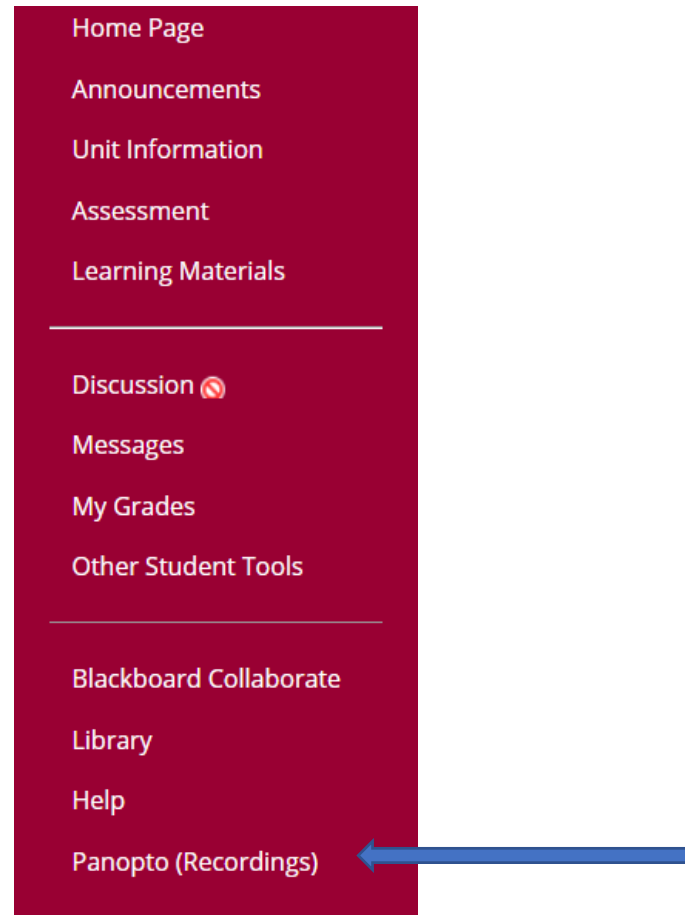 Home Page
Announcements
Unit Information
Assessment
Learning Materials
Discussion
Messages
My Grades
Other Student Tools
Blackboard Collaborate
Library
Help
Panopto (Recordings)